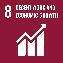 8 DECENT WORK AND
ECONOMIC GROWTH